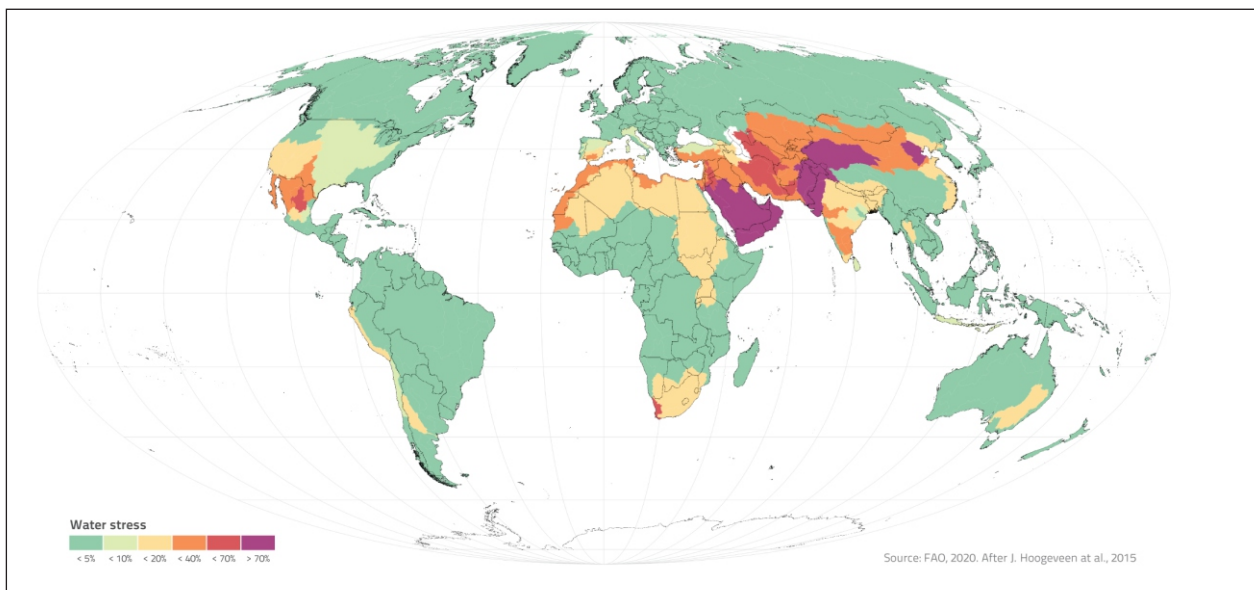 Water stress
< 5% < 10% < 20% < 40% < 70% > 70%
Source: FAO, 2020. After J. Hoogeveen at al., 2015